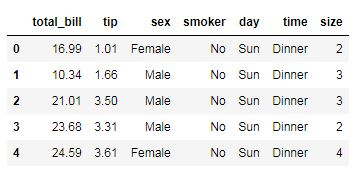 total_bill tip sex smoker day time size
0 16.99 1.01 Female No Sun Dinner 2
1 10.34 1.66 Male No Sun Dinner 3
2 21.01 3.50 Male No Sun Dinner 3
3 23.68 3.31 Male No Sun Dinner 2
4 24.59 3.61 Female No Sun Dinner 4